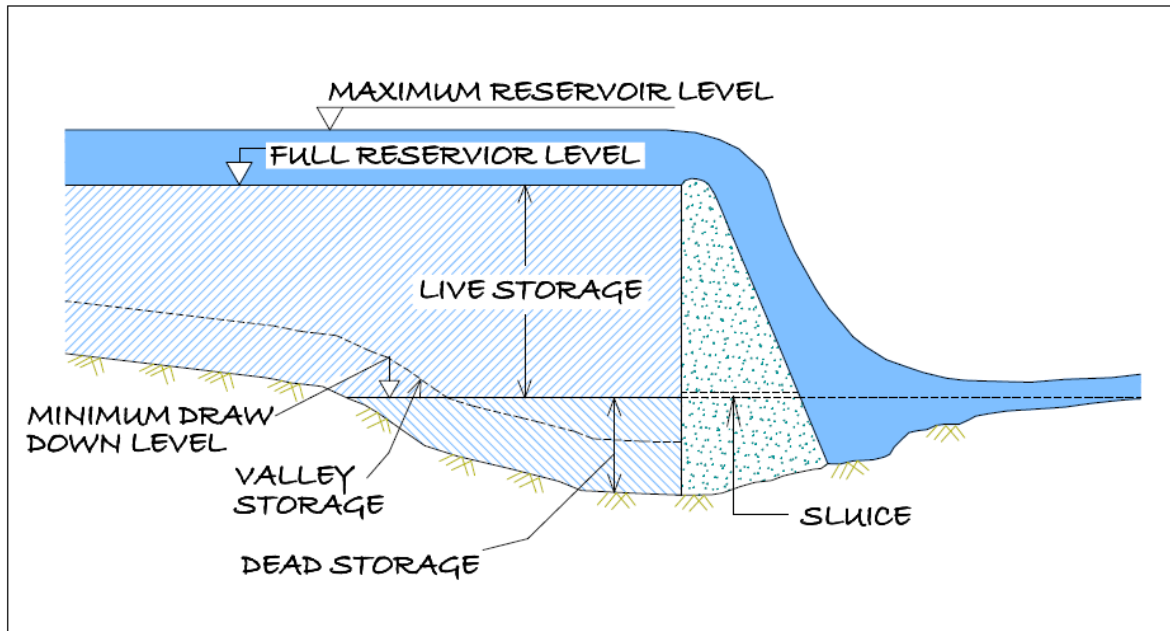 MAXIMUM RESERVOIR LEVEL
FULL RESERVIOR LEVEL
LIVE STORAGE
MINIMUM DRAW
DOWN LEVEL
VALLEY
STORAGE
SLUICE
DEAD STORAGE